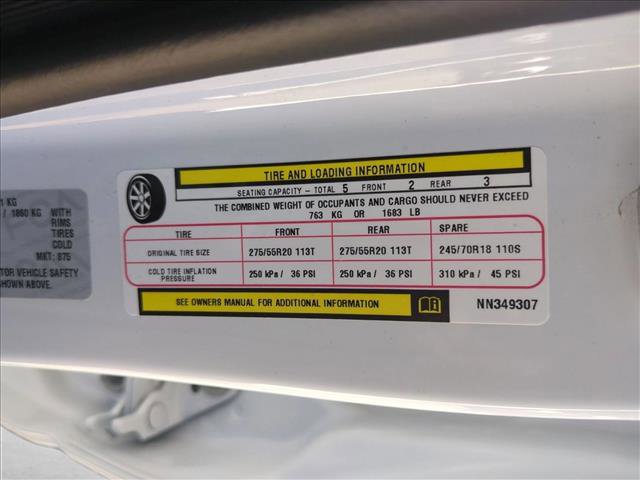 1 KG
/ 1860 KG WITH
RIMS
TIRES
COLD
MKT: 875
TOR VEHICLE SAFETY
SHOWN ABOVE.
TIRE AND LOADING INFORMATION
SEATING CAPACITY - TOTAL 5 FRONT 2 REAR 3
THE COMBINED WEIGHT OF OCCUPANTS AND CARGO SHOULD NEVER EXCEED
763 KG OR 1683 LB
TIRE FRONT REAR SPARE
ORIGINAL TIRE SIZE 275/55R20 113T 275/55R20 113T 245/70R18 110S
COLD TIRE INFLATION PRESSURE 250 kPa / 36 PSI 250 kPa / 36 PSI 310 kPa / 45 PSI
SEE OWNERS MANUAL FOR ADDITIONAL INFORMATION NN349307